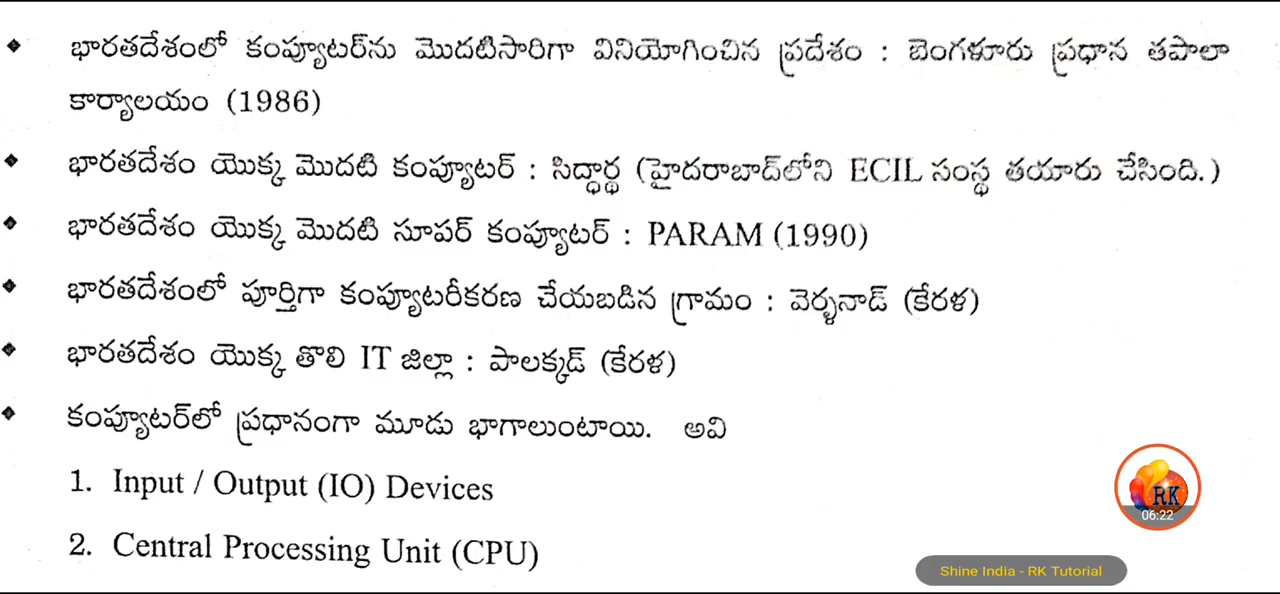 ❖ భారతదేశంలో కంప్యూటర్‌ను మొదటిసారిగా వినియోగించిన ప్రదేశం : బెంగళూరు ప్రధాన తపాలా
కార్యాలయం (1986)
❖ భారతదేశం యొక్క మొదటి కంప్యూటర్ : సిద్ధార్థ (హైదరాబాద్‌లోని ECIL సంస్థ తయారు చేసింది.)
❖ భారతదేశం యొక్క మొదటి సూపర్ కంప్యూటర్ : PARAM (1990)
❖ భారతదేశంలో పూర్తిగా కంప్యూటరీకరణ చేయబడిన గ్రామం : వెర్ళనాడ్ (కేరళ)
❖ భారతదేశం యొక్క తొలి IT జిల్లా : పాలక్కడ్ (కేరళ)
❖ కంప్యూటర్‌లో ప్రధానంగా మూడు భాగాలుంటాయి. అవి
1. Input / Output (IO) Devices
RK
06:22
2. Central Processing Unit (CPU)
Shine India - RK Tutorial